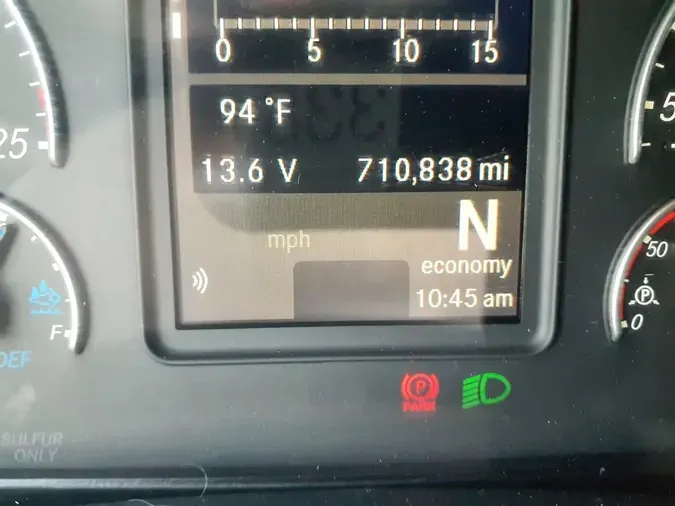 0 5 10 15
94 °F
13.6 V 710,838 mi
N
mph
economy
10:45 am
25
5
50
P
0
F
DEF
P
PARK
SULFUR
ONLY